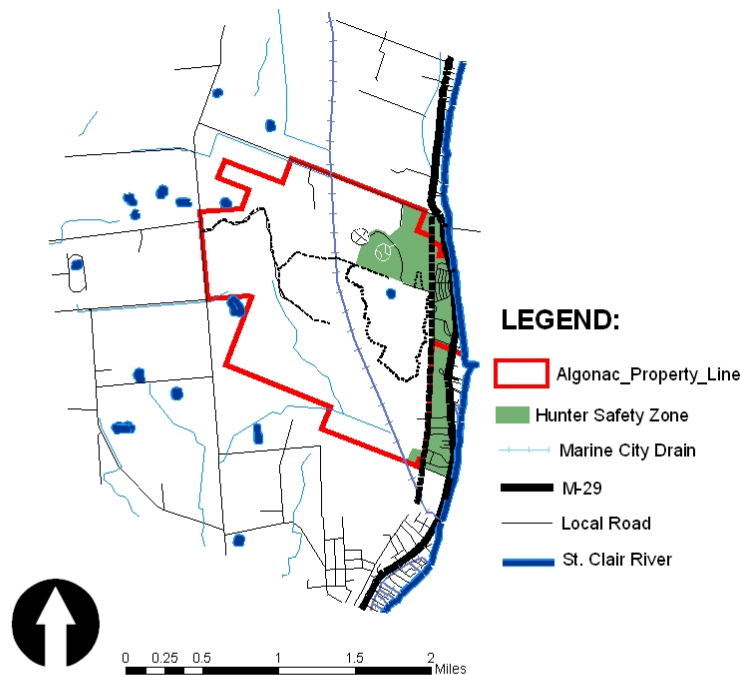 LEGEND:
Algonac_Property_Line
Hunter Safety Zone
Marine City Drain
M-29
Local Road
St. Clair River
0 0.25 0.5 1 1.5 2
Miles